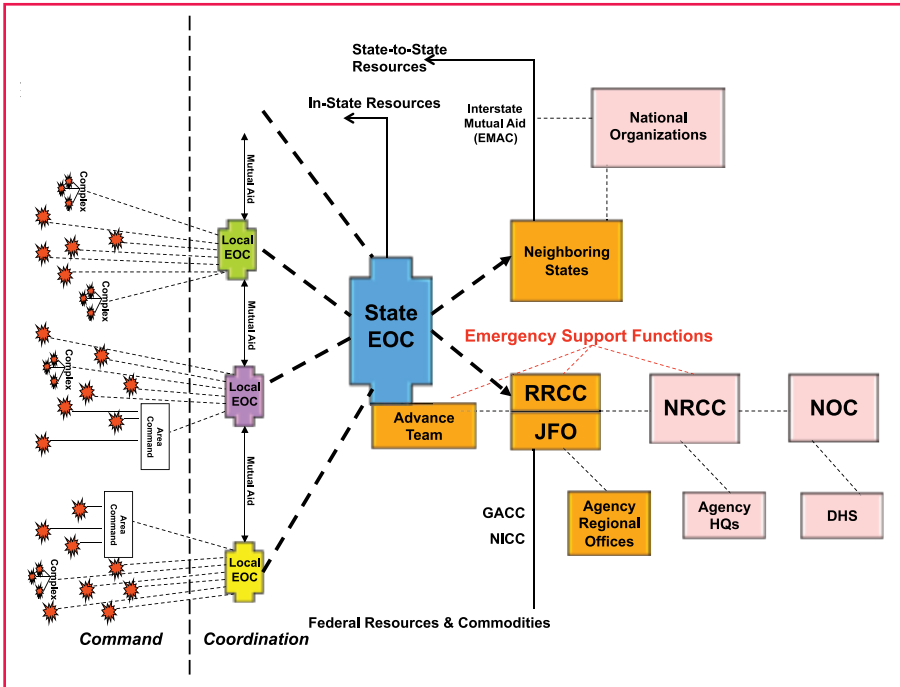 State-to-State
Resources
In-State Resources
Interstate
Mutual Aid
(EMAC)
National
Organizations
Mutual Aid
Complex
Local
EOC
Neighboring
States
Complex
State
EOC
Mutual Aid
Emergency Support Functions
Complex
Local
EOC
RRCC
NRCC
NOC
Advance
Team
JFO
Area
Command
Mutual Aid
Area
Command
GACC
NICC
Agency
Regional
Offices
Agency
HQs
DHS
Complex
Local
EOC
Federal Resources & Commodities
Command
Coordination